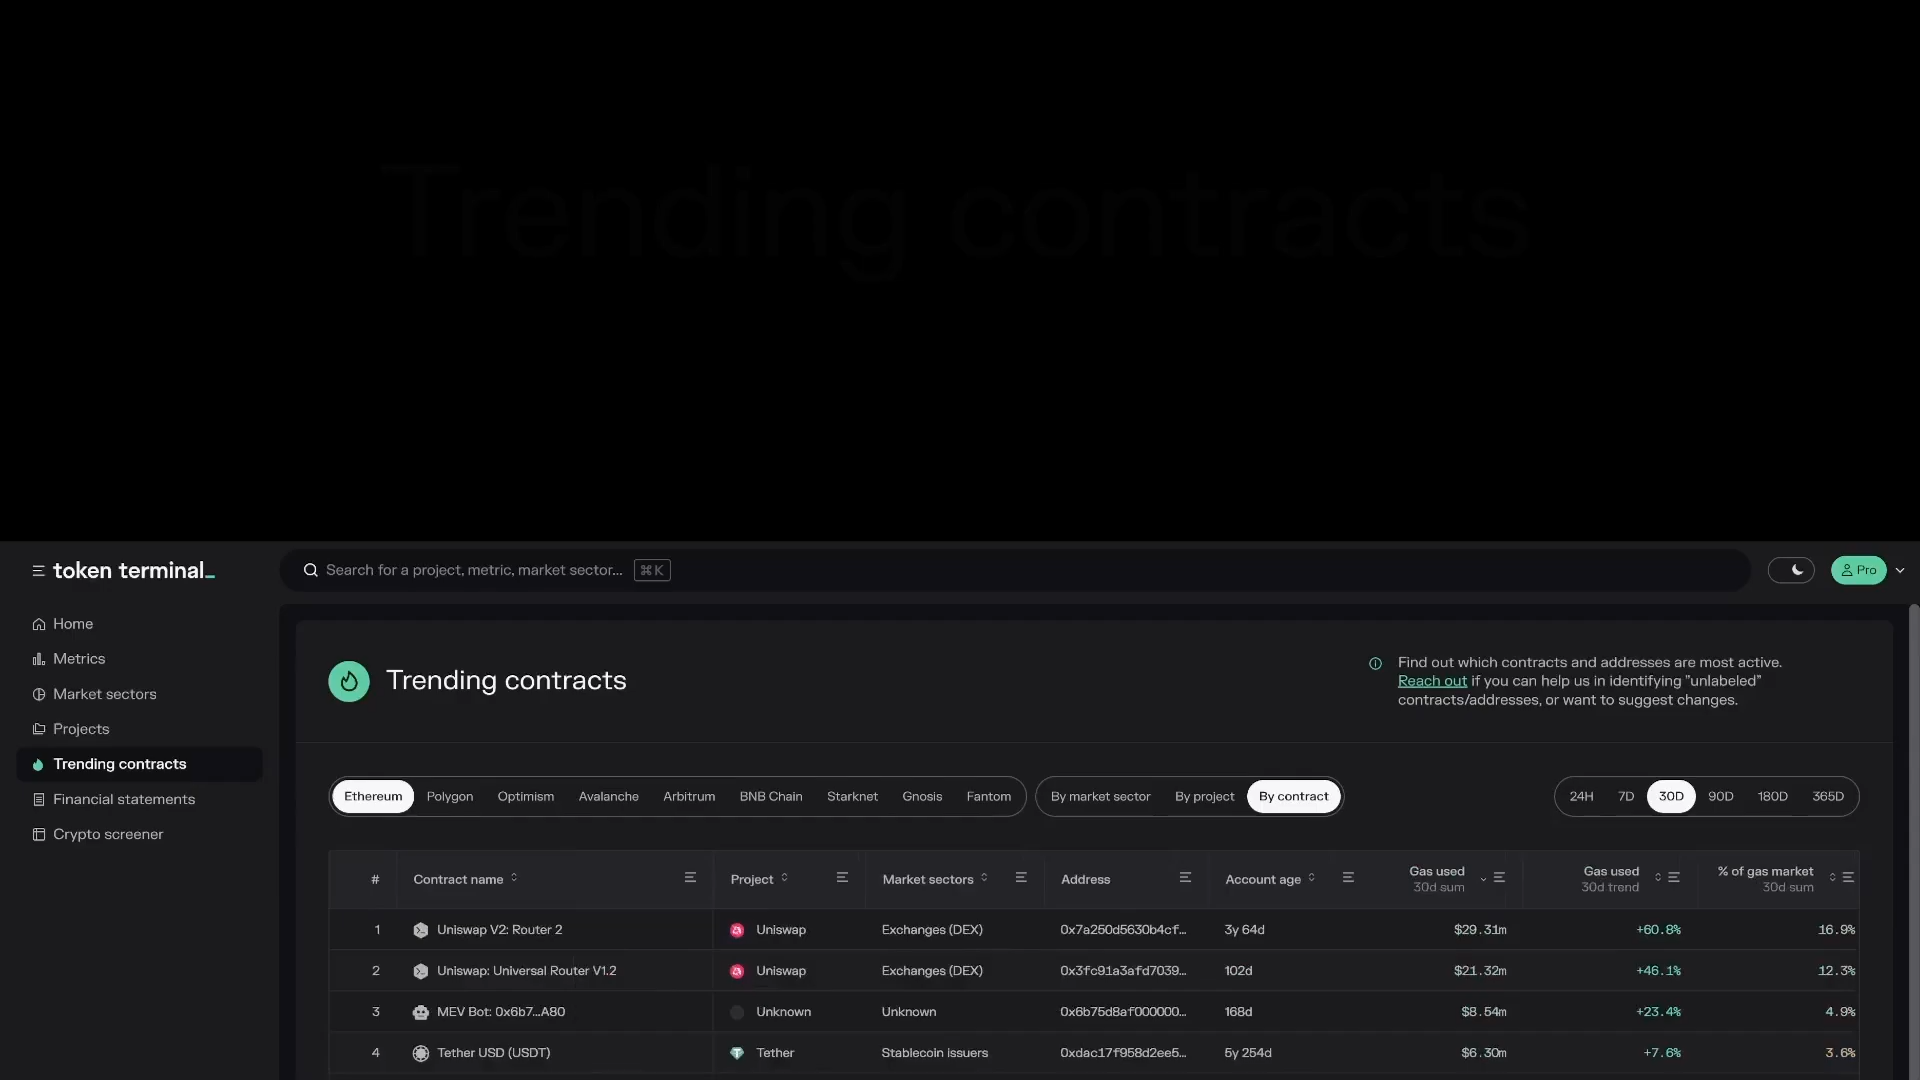 Trending contracts
token terminal_
Search for a project, metric, market sector... ⌘K
Pro
Home
Metrics
Market sectors
Projects
Trending contracts
Financial statements
Crypto screener
Trending contracts
Find out which contracts and addresses are most active.
Reach out if you can help us in identifying "unlabeled"
contracts/addresses, or want to suggest changes.
Ethereum Polygon Optimism Avalanche Arbitrum BNB Chain Starknet Gnosis Fantom By market sector By project By contract 24H 7D 30D 90D 180D 365D
# Contract name Project Market sectors Address Account age Gas used 30d sum Gas used 30d trend % of gas market 30d sum
1 Uniswap V2: Router 2 Uniswap Exchanges (DEX) 0x7a250d5630b4cf... 3y 64d $29.31m +60.8% 16.9%
2 Uniswap: Universal Router V1.2 Uniswap Exchanges (DEX) 0x3fc91a3afd7039... 102d $21.32m +46.1% 12.3%
3 MEV Bot: 0x6b7...A80 Unknown Unknown 0x6b75d8af000000... 168d $8.54m +23.4% 4.9%
4 Tether USD (USDT) Tether Stablecoin issuers 0xdac17f958d2ee5... 5y 254d $6.30m +7.6% 3.6%